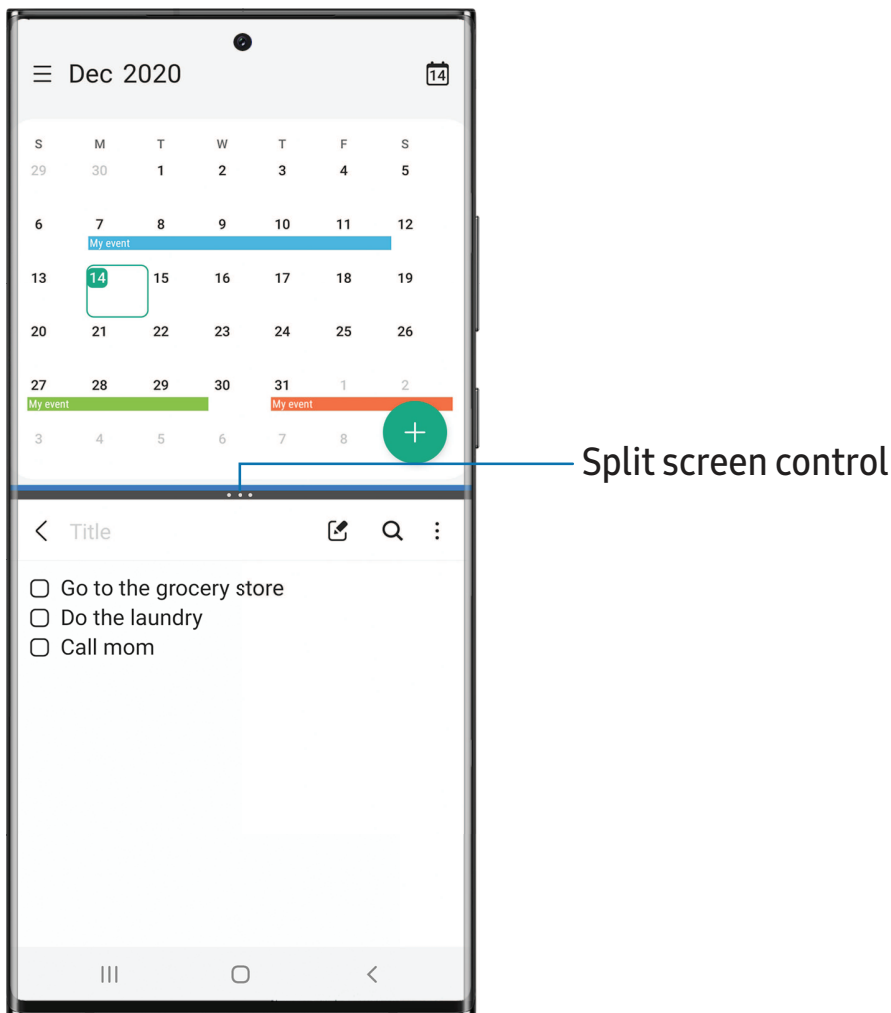 Dec 2020
14
S M T W T F S
29 30 1 2 3 4 5
6 7 8 9 10 11 12
My event
13 14 15 16 17 18 19
20 21 22 23 24 25 26
27 28 29 30 31 1 2
My event My event
3 4 5 6 7 8
Split screen control
Title
Go to the grocery store
Do the laundry
Call mom